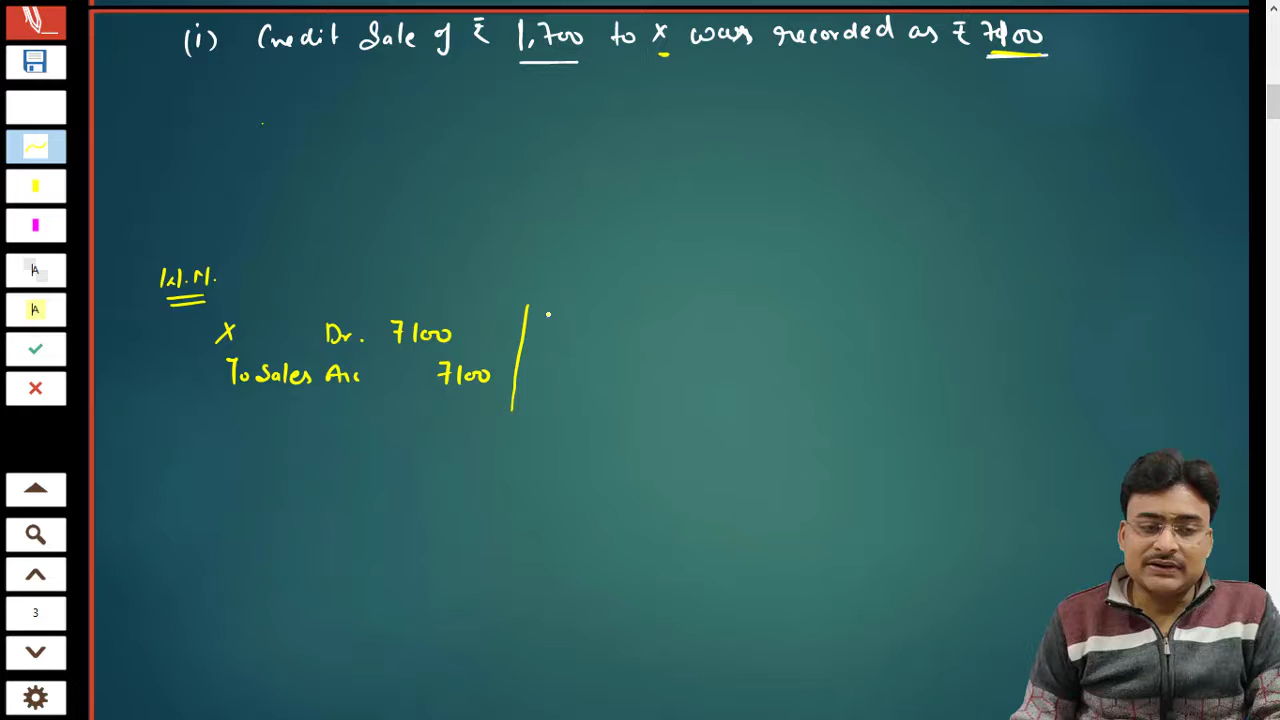 (i) Credit Sale of ₹ 1,700 to X was recorded as ₹ 7100
W.N.
X Dr. 7100
To Sales A/c 7100
A
A
3